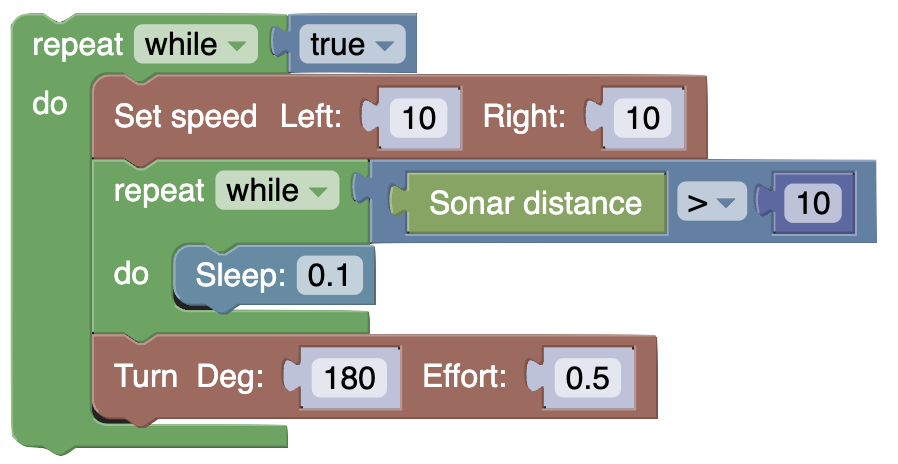 repeat while true
do
Set speed Left: 10 Right: 10
repeat while Sonar distance > 10
do Sleep: 0.1
Turn Deg: 180 Effort: 0.5